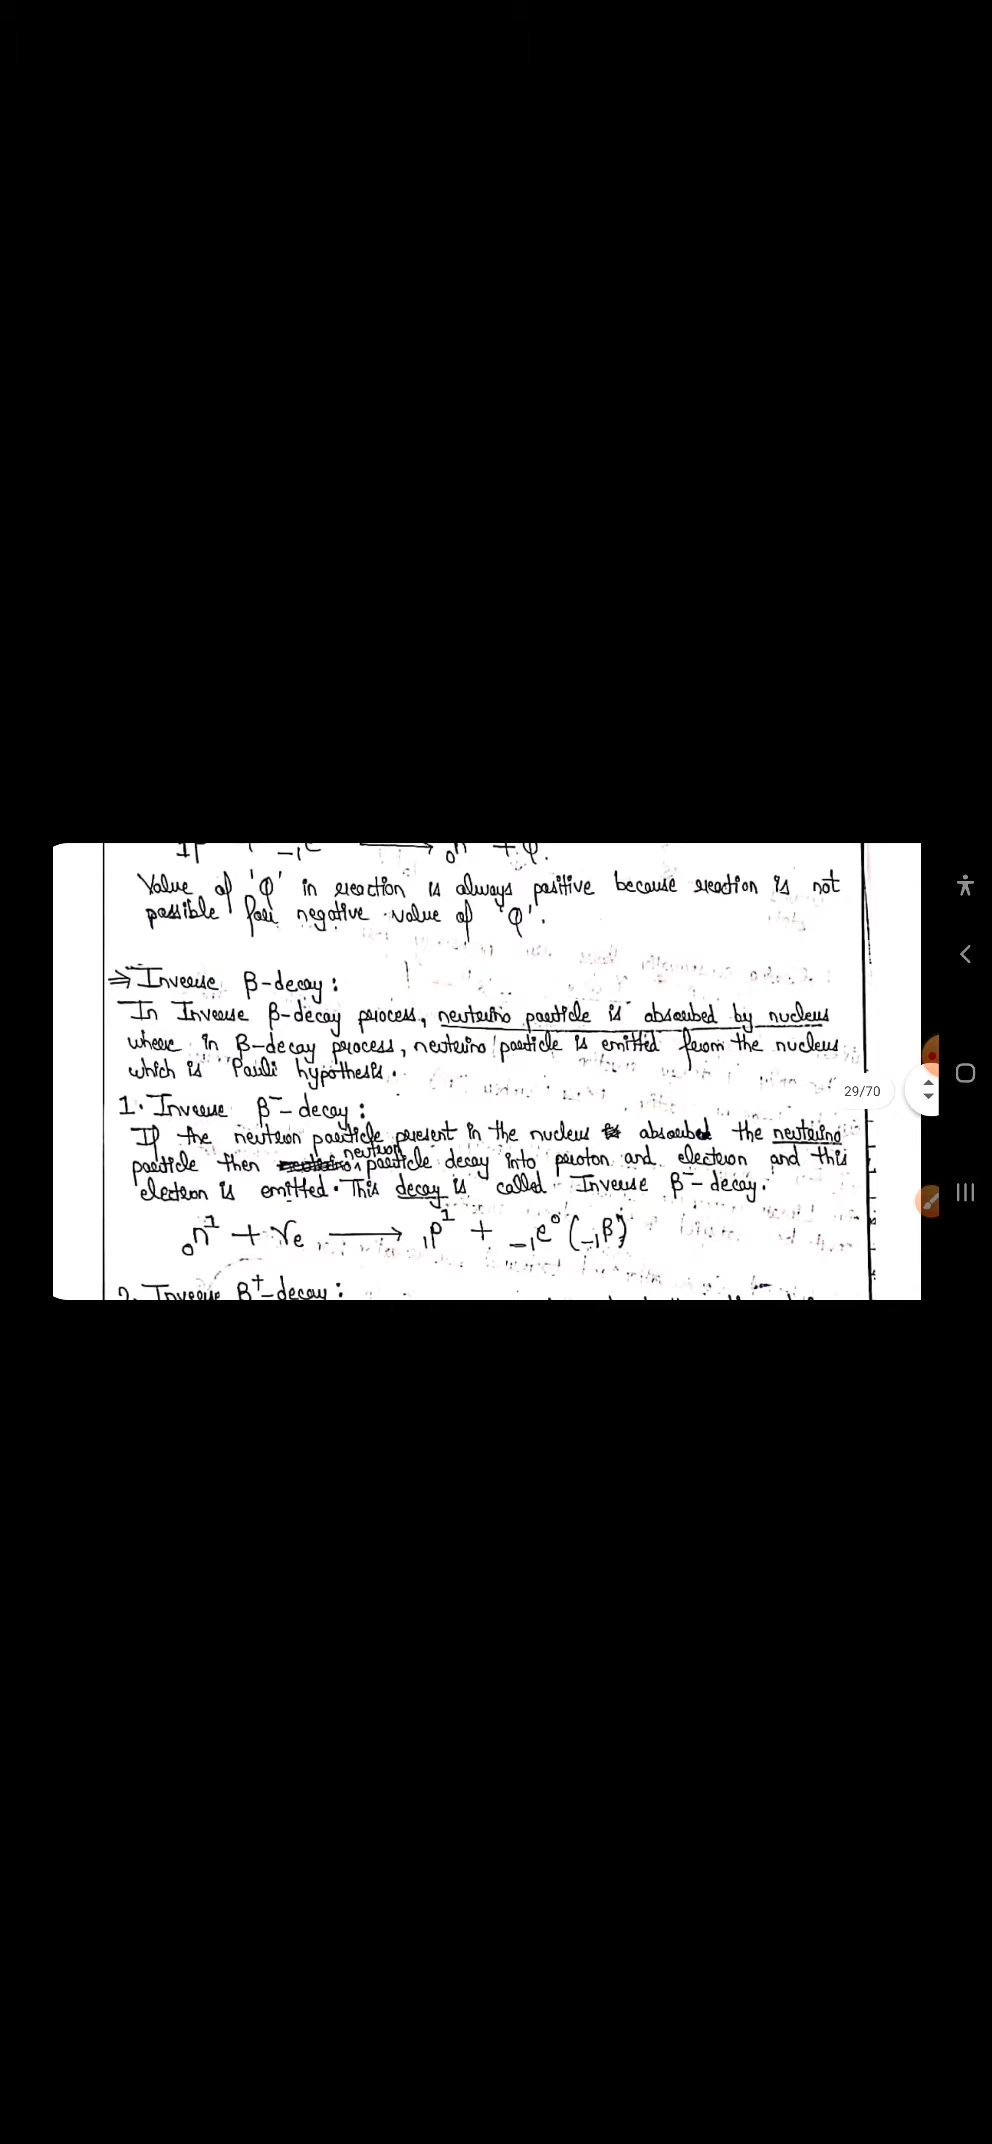 Value of 'Q' in reaction is always positive because reaction is not
possible for negative value of 'Q'.
⇒ Inverse β-decay:
In Inverse β-decay process, neutrino particle is absorbed by nucleus
where in β-decay process, neutrino particle is emitted from the nucleus
which is Pauli hypothesis.
29/70
1. Inverse β⁻-decay:
If the neutron particle present in the nucleus absorbed the neutrino
particle then neutron particle decay into proton and electron and this
electron is emitted. This decay is called Inverse β⁻-decay.
₀n¹ + νe ⟶ ₁p¹ + ₋₁e⁰ (₋₁β⁰)
2. Inverse β⁺-decay: